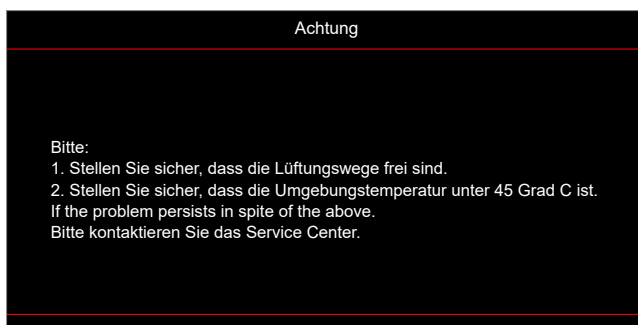 Achtung
Bitte:
1. Stellen Sie sicher, dass die Lüftungswege frei sind.
2. Stellen Sie sicher, dass die Umgebungstemperatur unter 45 Grad C ist.
If the problem persists in spite of the above.
Bitte kontaktieren Sie das Service Center.